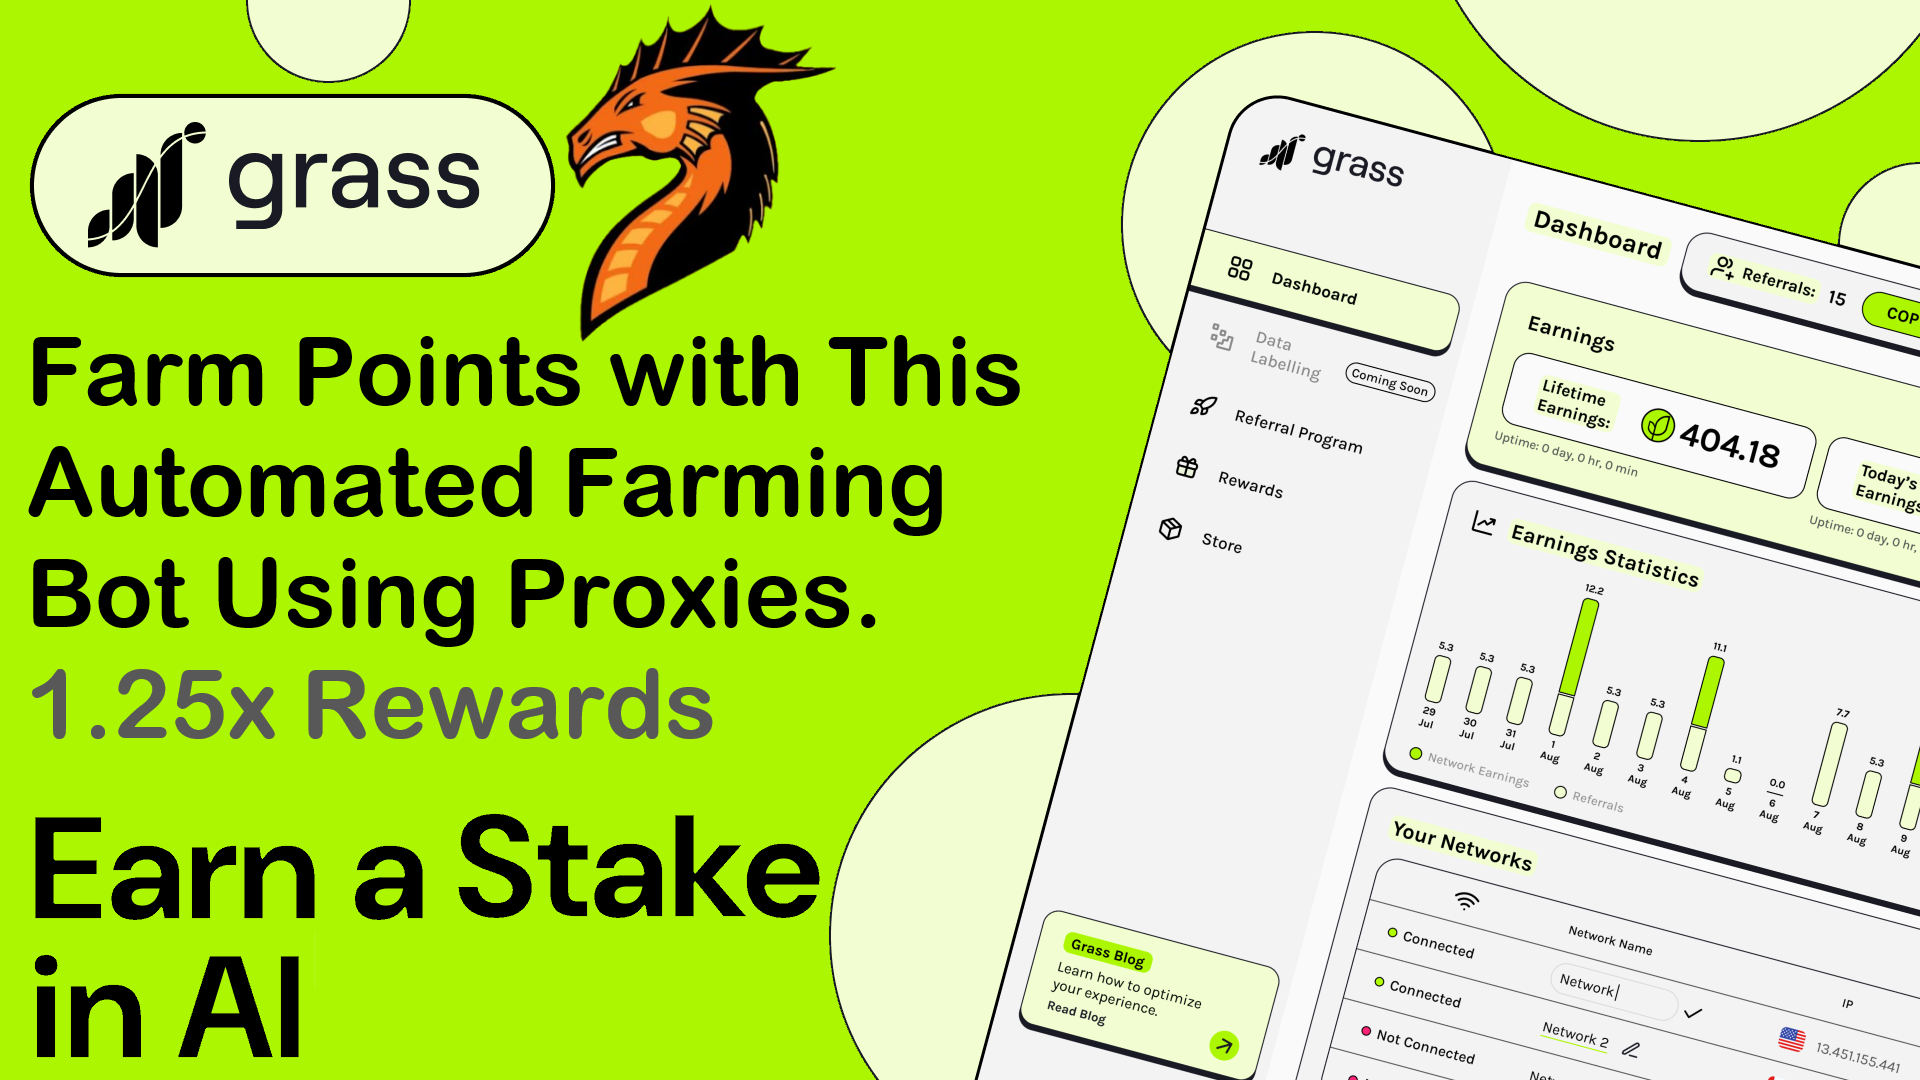 grass
Farm Points with This
Automated Farming
Bot Using Proxies.
1.25x Rewards
Earn a Stake
in AI
grass
Dashboard
Data
Labelling
Coming Soon
Referral Program
Rewards
Store
Grass Blog
Learn how to optimize
your experience.
Read Blog
Dashboard
Referrals: 15
COP
Earnings
Lifetime
Earnings:
404.18
Uptime: 0 day, 0 hr, 0 min
Today's
Earnings
Uptime: 0 day, 0 hr,
Earnings Statistics
5.3
5.3
5.3
12.2
5.3
5.3
11.1
1.1
0.0
7.7
5.3
29
Jul
30
Jul
31
Jul
1
Aug
2
Aug
3
Aug
4
Aug
5
Aug
6
Aug
7
Aug
8
Aug
9
Aug
Network Earnings
Referrals
Your Networks
Network Name
IP
Connected
Network
Connected
Network 2
13.451.155.441
Not Connected